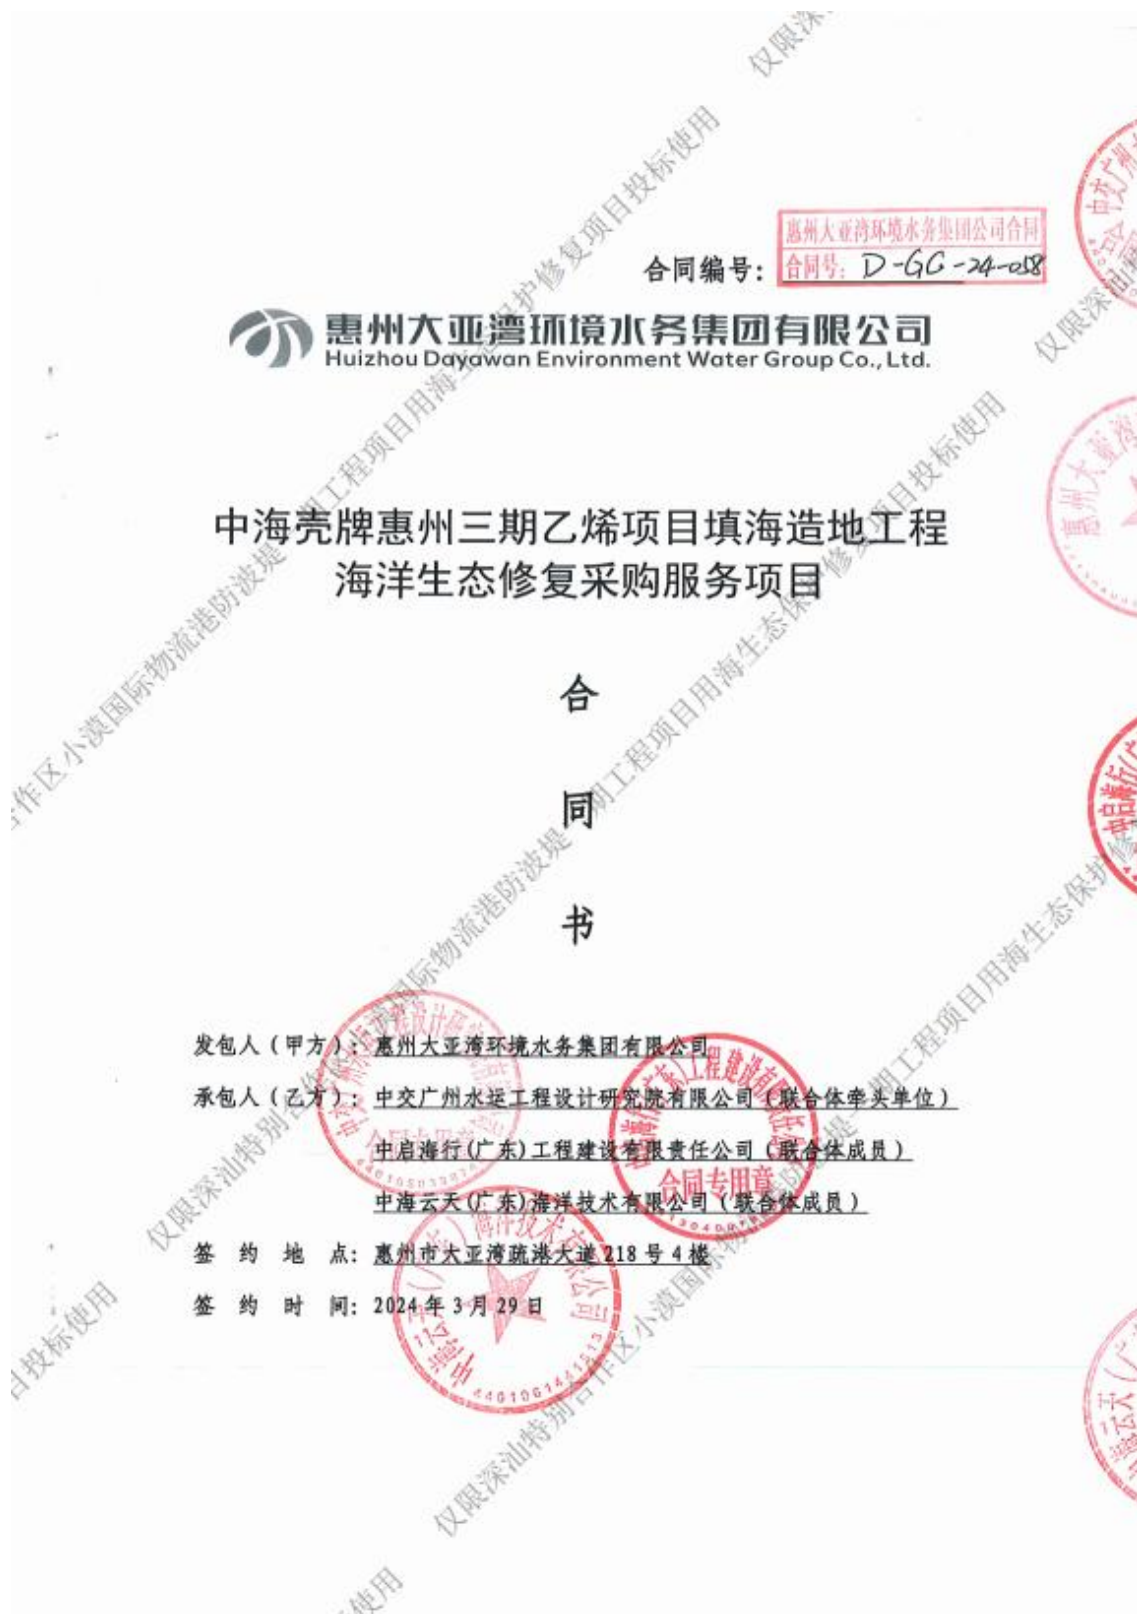 惠州大亚湾环境水务集团公司合同
合同编号: 合同号: D-GC-24-058
惠州大亚湾环境水务集团有限公司
Huizhou Dayawan Environment Water Group Co., Ltd.
中海壳牌惠州三期乙烯项目填海造地工程
海洋生态修复采购服务项目
合
同
书
发包人（甲方）: 惠州大亚湾环境水务集团有限公司
承包人（乙方）: 中交广州水运工程设计研究院有限公司（联合体牵头单位）
中启海行(广东)工程建设有限责任公司（联合体成员）
中海云天(广东)海洋技术有限公司（联合体成员）
签约地点: 惠州市大亚湾疏港大道218号4楼
签约时间: 2024年3月29日
合同专用章
合同专用章
4401061441513
仅限深汕特别合作区小漠国际物流港防波堤一期工程项目用海生态保护修复项目投标使用